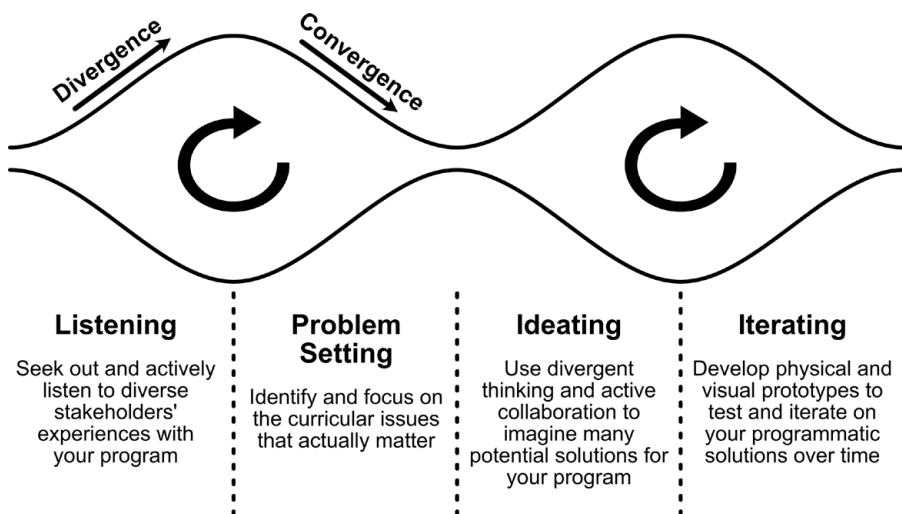 Divergence
Convergence
Listening
Seek out and actively
listen to diverse
stakeholders'
experiences with
your program
Problem
Setting
Identify and focus on
the curricular issues
that actually matter
Ideating
Use divergent
thinking and active
collaboration to
imagine many
potential solutions for
your program
Iterating
Develop physical and
visual prototypes to
test and iterate on
your programmatic
solutions over time